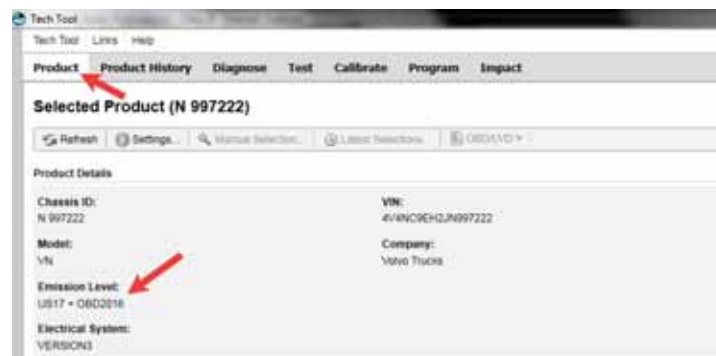 Tech Tool
Tech Tool Links Help
Product Product History Diagnose Test Calibrate Program Impact
Selected Product (N 997222)
Refresh Settings... Manual Selection... Latest Selections OBD/LVD
Product Details
Chassis ID: VIN:
N 997222 4V4NC9EH2JN997222
Model: Company:
VN Volvo Trucks
Emission Level:
US17 + OBD2016
Electrical System:
VERSION3